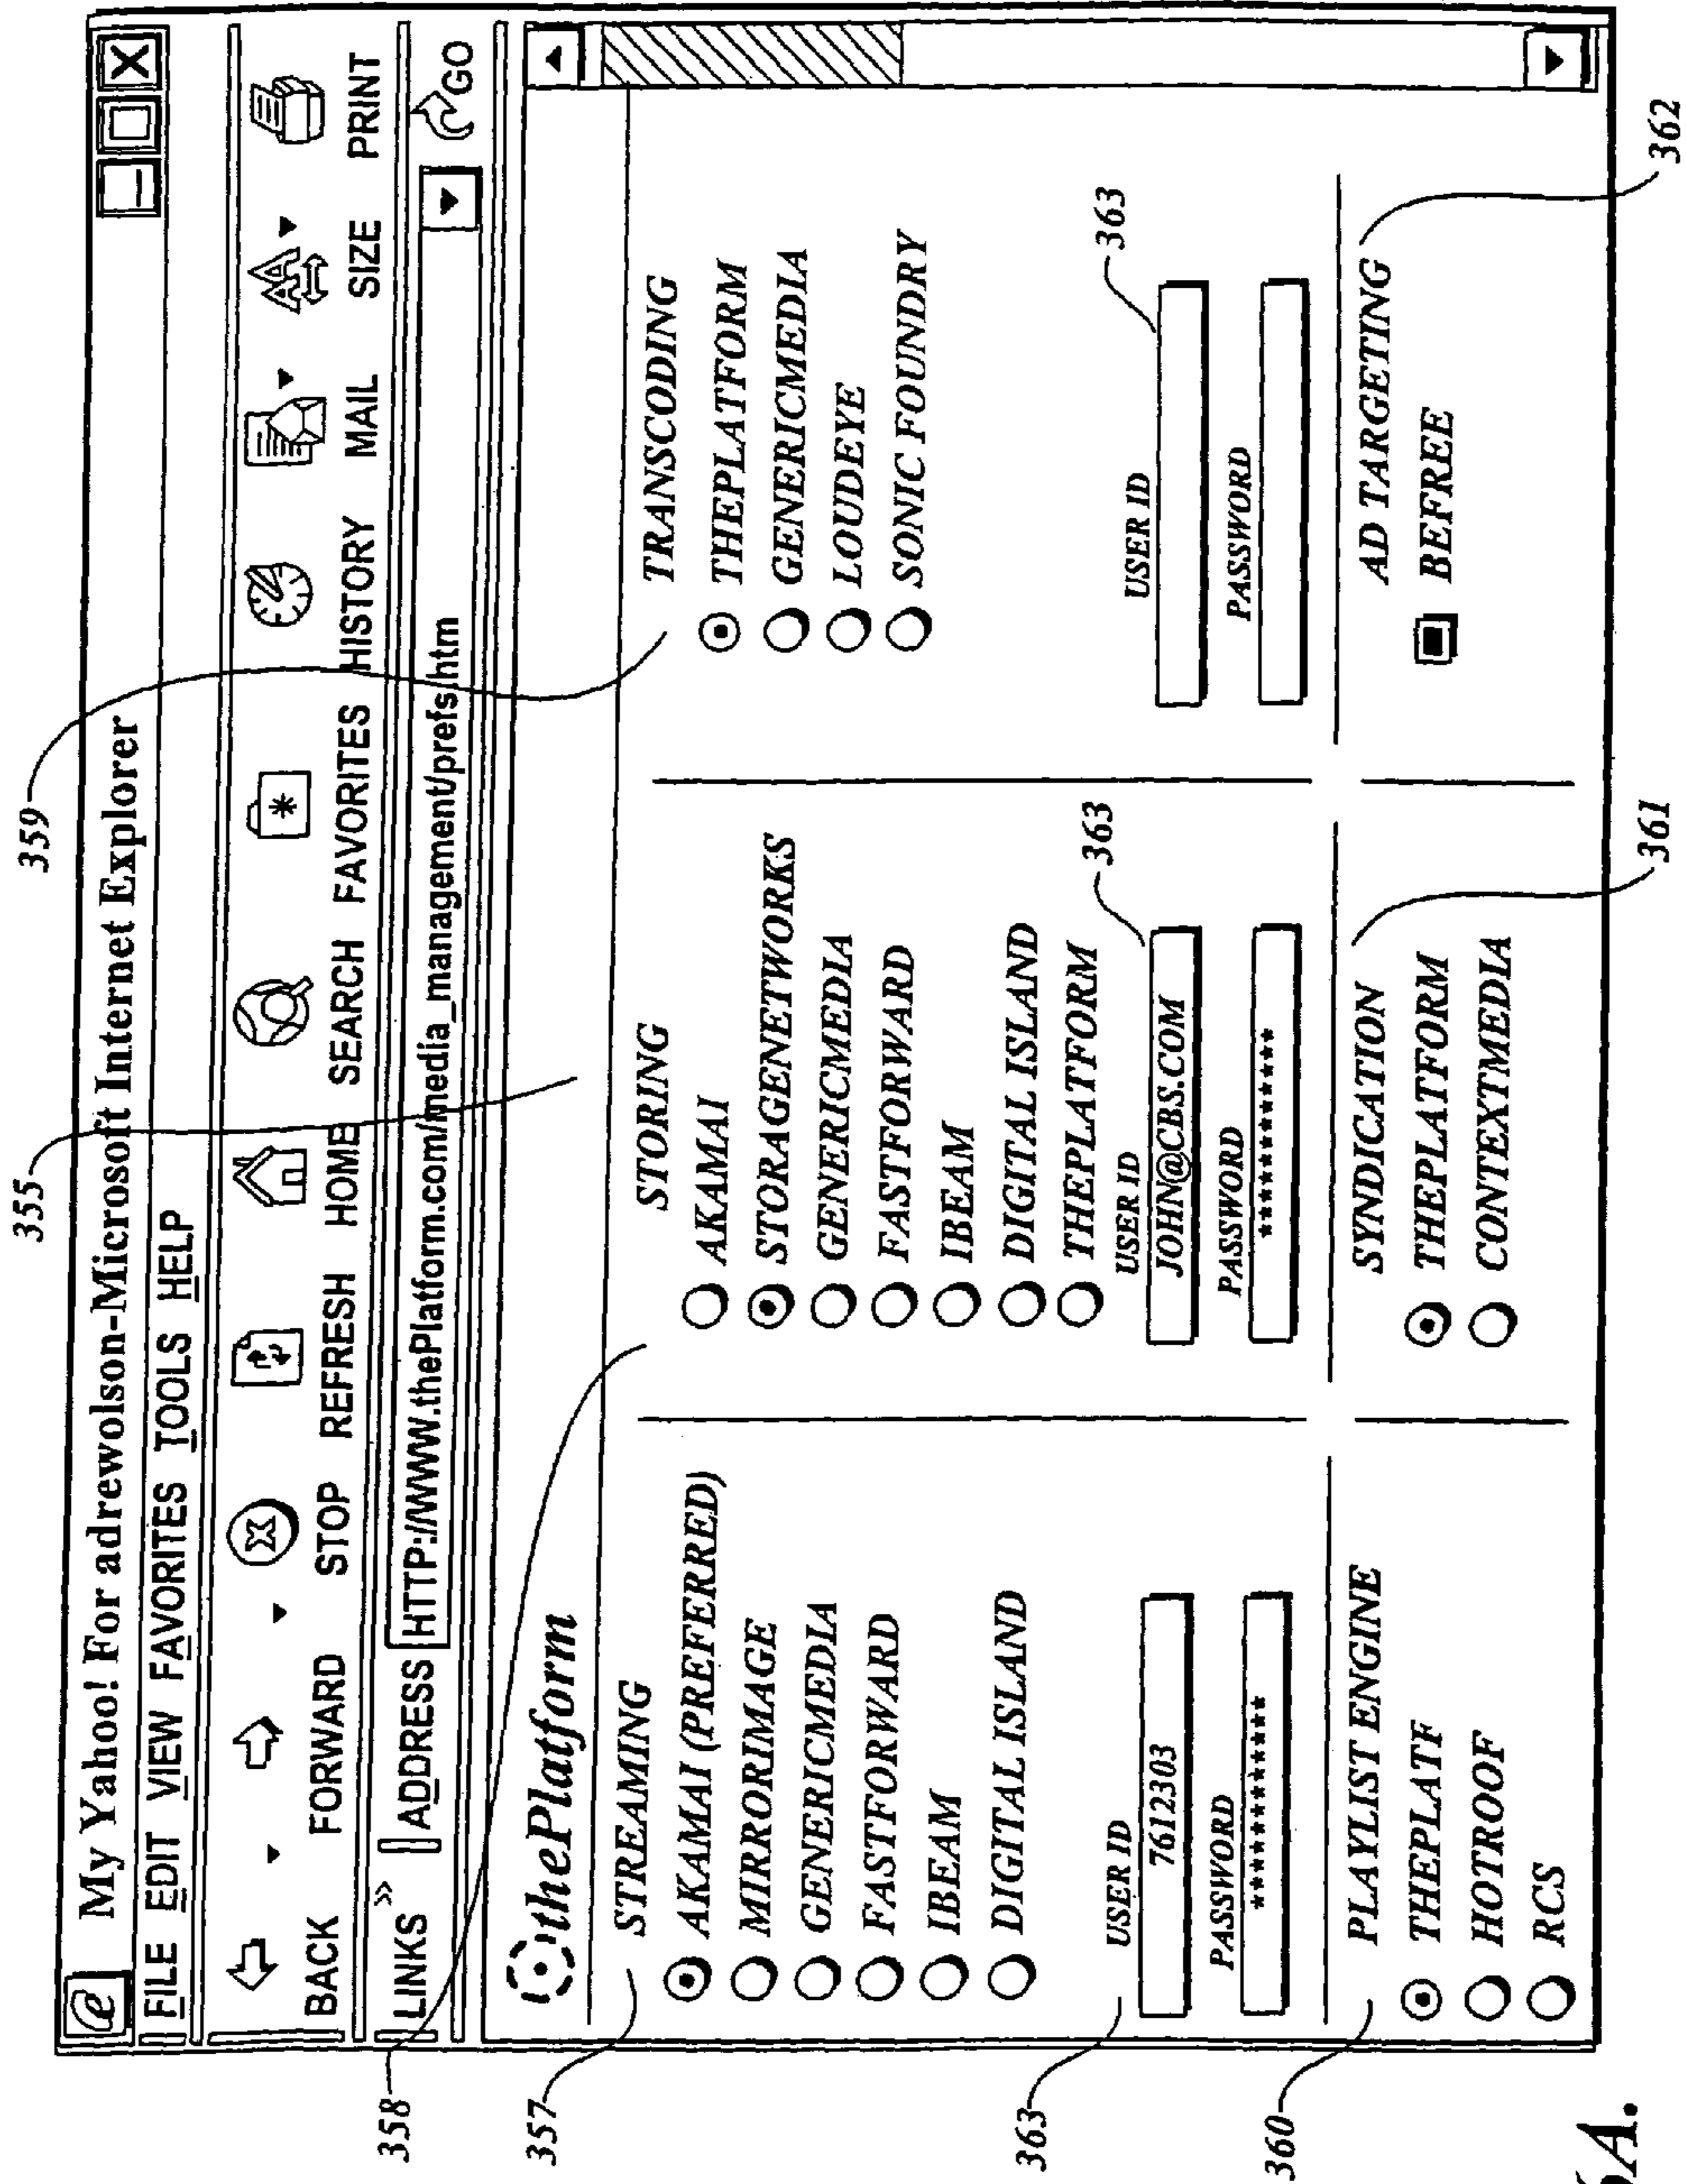 359
355
My Yahoo! For adrewolson-Microsoft Internet Explorer
FILE EDIT VIEW FAVORITES TOOLS HELP
BACK FORWARD STOP REFRESH HOME SEARCH FAVORITES HISTORY MAIL SIZE PRINT
LINKS » ADDRESS HTTP://WWW.thePlatform.com/media_management/prefs.htm GO
358
thePlatform
357
STREAMING
AKAMAI (PREFERRED)
MIRRORIMAGE
GENERICMEDIA
FASTFORWARD
IBEAM
DIGITAL ISLAND
363
USER ID
7612303
PASSWORD
*************
STORING
AKAMAI
STORAGENETWORKS
GENERICMEDIA
FASTFORWARD
IBEAM
DIGITAL ISLAND
THEPLATFORM
363
USER ID
JOHN@CBS.COM
PASSWORD
*************
TRANSCODING
THEPLATFORM
GENERICMEDIA
LOUDEYE
SONIC FOUNDRY
363
USER ID
PASSWORD
360
PLAYLIST ENGINE
THEPLATF
HOTROOF
RCS
SYNDICATION
THEPLATFORM
CONTEXTMEDIA
361
AD TARGETING
BEFREE
362
6A.